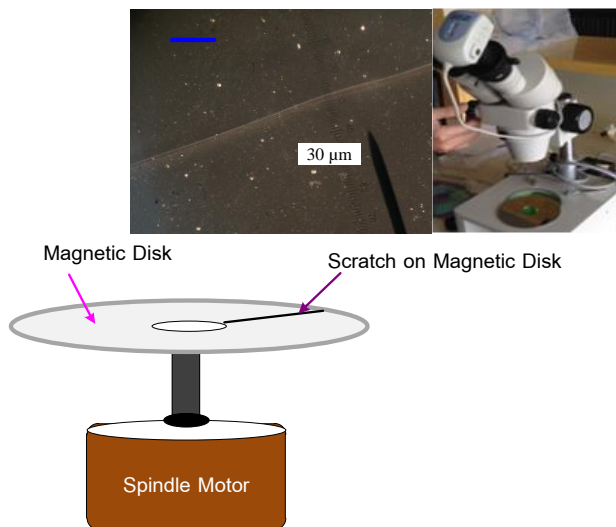 30 μm
Magnetic Disk
Scratch on Magnetic Disk
Spindle Motor